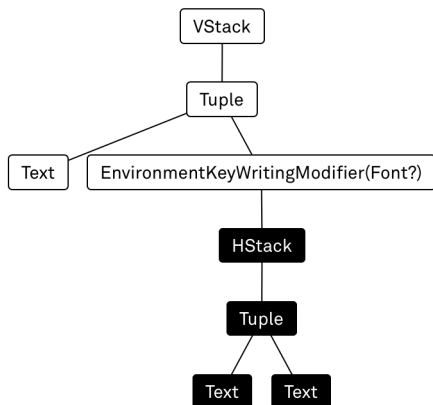 VStack
Tuple
Text EnvironmentKeyWritingModifier(Font?)
HStack
Tuple
Text Text